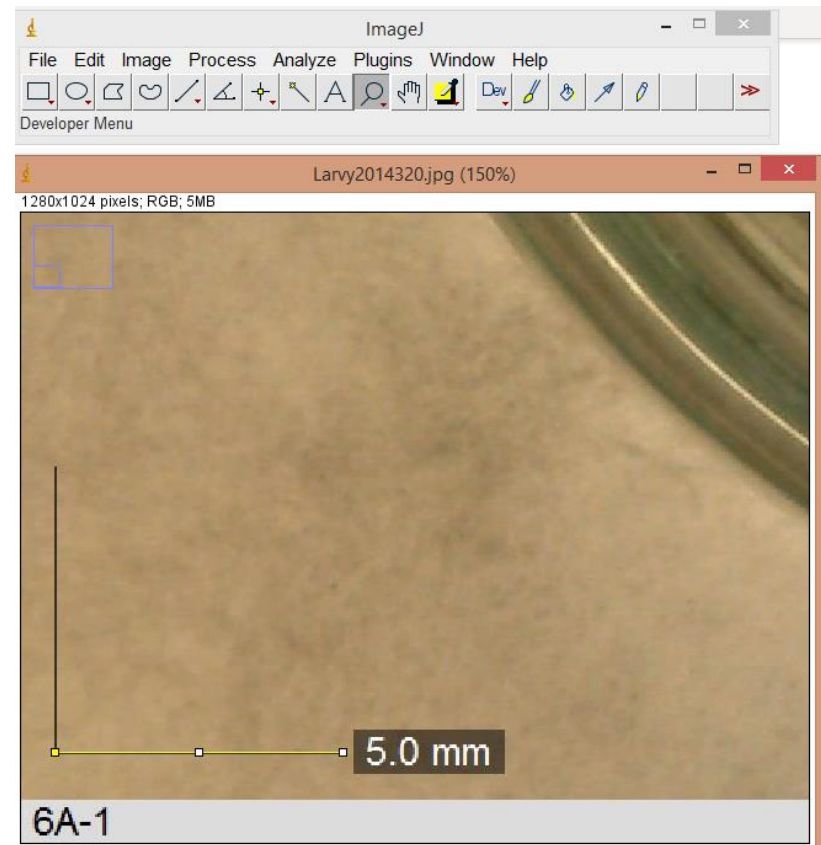 ImageJ
File Edit Image Process Analyze Plugins Window Help
A Dev >>
Developer Menu
Larvy2014320.jpg (150%)
1280x1024 pixels; RGB; 5MB
5.0 mm
6A-1